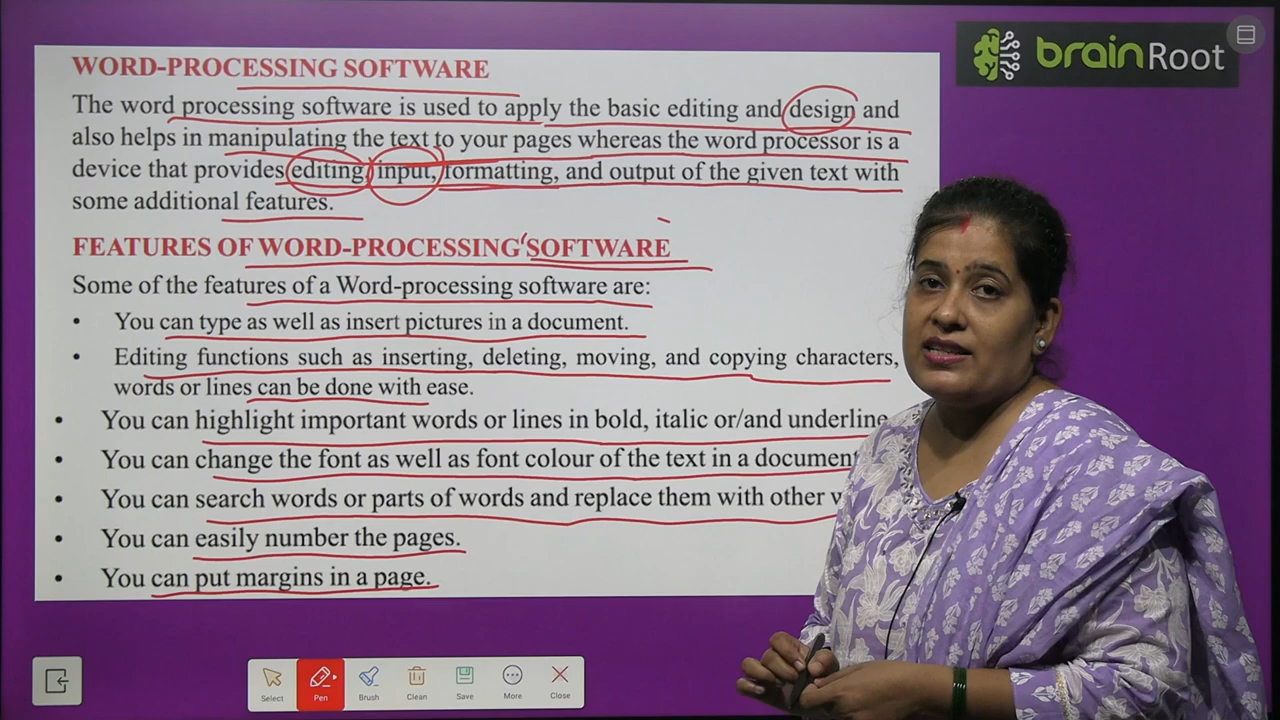 brainRoot
WORD-PROCESSING SOFTWARE
The word processing software is used to apply the basic editing and design and
also helps in manipulating the text to your pages whereas the word processor is a
device that provides editing, input, formatting, and output of the given text with
some additional features.
FEATURES OF WORD-PROCESSING SOFTWARE
Some of the features of a Word-processing software are:
• You can type as well as insert pictures in a document.
• Editing functions such as inserting, deleting, moving, and copying characters,
words or lines can be done with ease.
• You can highlight important words or lines in bold, italic or/and underline
• You can change the font as well as font colour of the text in a document
• You can search words or parts of words and replace them with other
• You can easily number the pages.
• You can put margins in a page.
Select Pen Brush Clean Save More Close